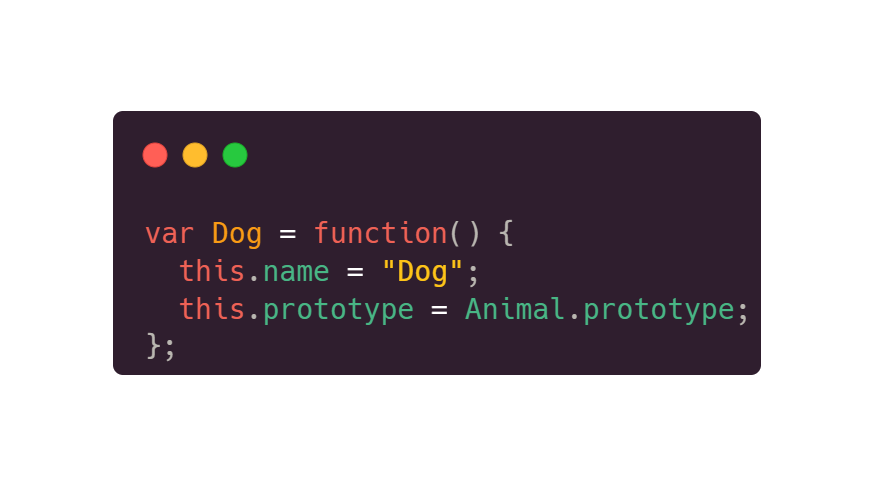 var Dog = function() {
  this.name = "Dog";
  this.prototype = Animal.prototype;
};